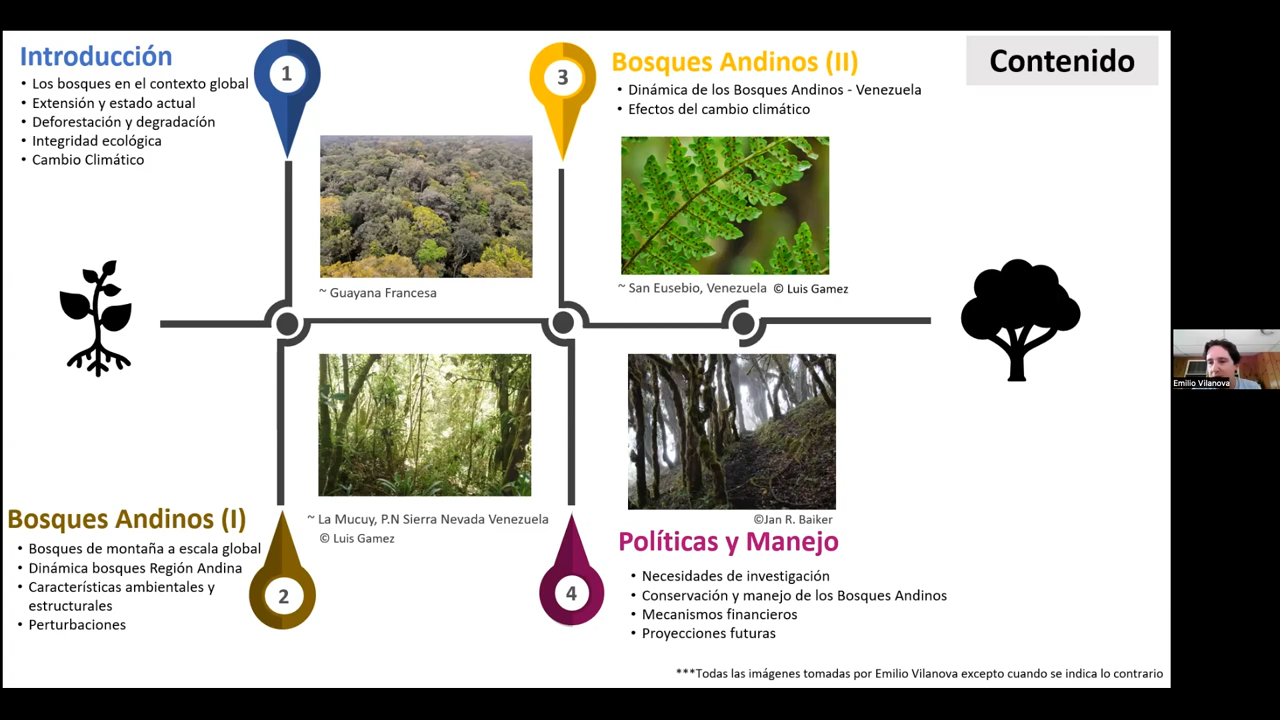 Contenido
Introducción
• Los bosques en el contexto global
• Extensión y estado actual
• Deforestación y degradacíón
• Integridad ecológica
• Cambio Climático
1
3
Bosques Andinos (II)
• Dinámica de los Bosques Andinos - Venezuela
• Efectos del cambio climático
~ Guayana Francesa
~ San Eusebio, Venezuela © Luis Gamez
Emilio Vilanova
Bosques Andinos (I)
• Bosques de montaña a escala global
• Dinámica bosques Región Andina
• Características ambientales y
estructurales
• Perturbaciones
2
~ La Mucuy, P.N Sierra Nevada Venezuela
© Luis Gamez
4
©Jan R. Baiker
Políticas y Manejo
• Necesidades de investigación
• Conservación y manejo de los Bosques Andinos
• Mecanismos financieros
• Proyecciones futuras
***Todas las imágenes tomadas por Emilio Vilanova excepto cuando se indica lo contrario